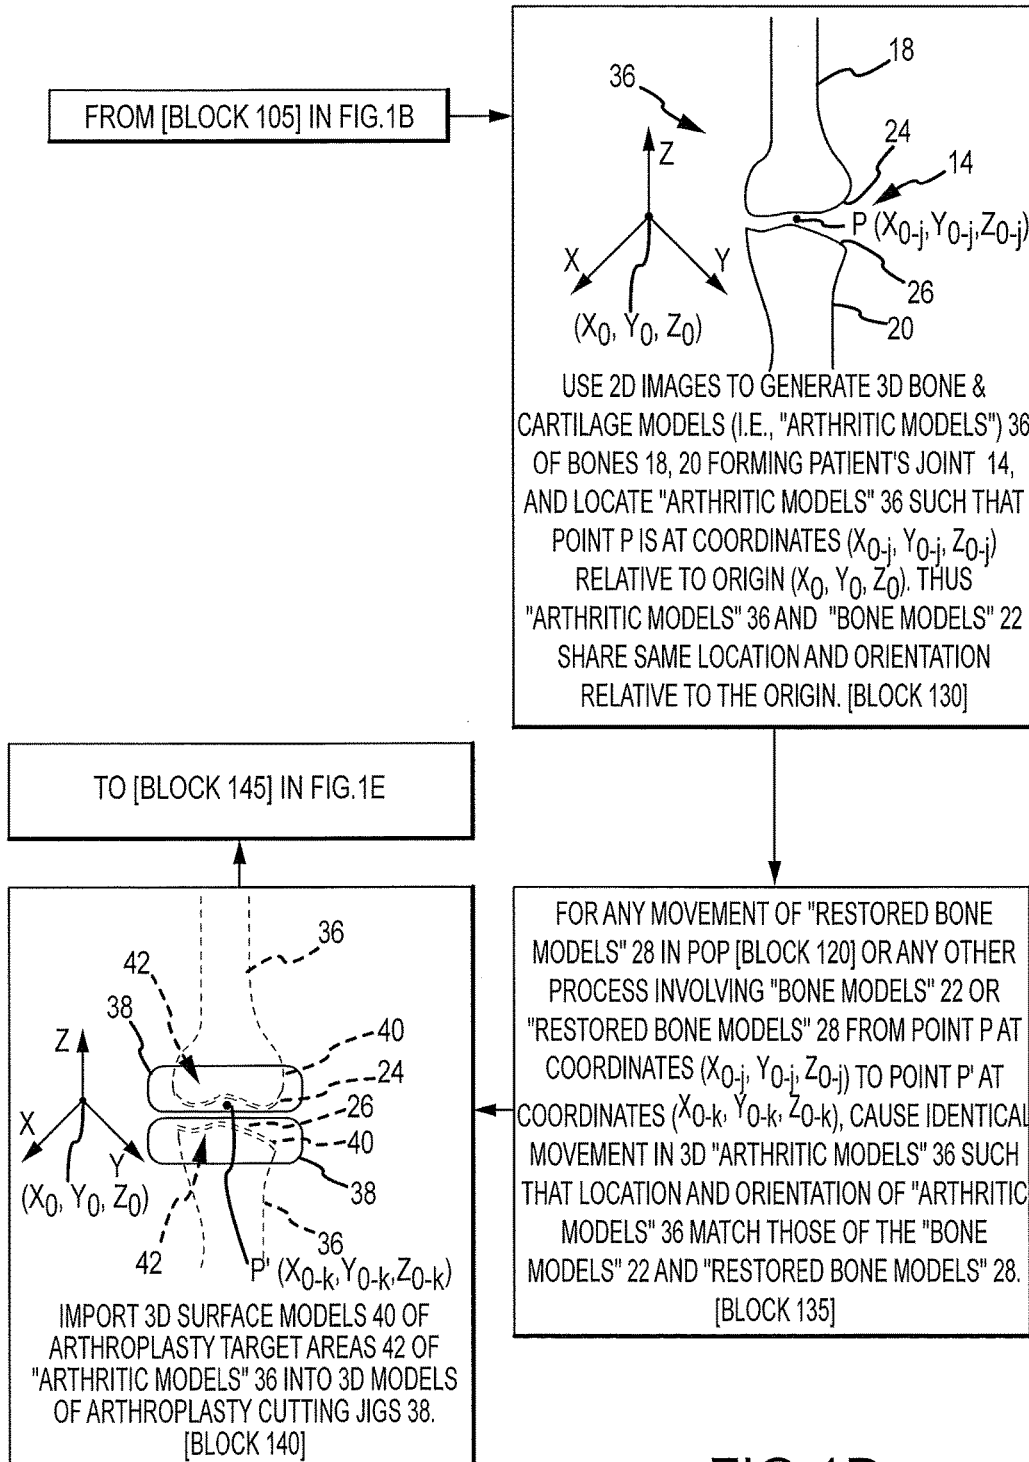 FROM [BLOCK 105] IN FIG.1B
36
18
24
14
Z
P (X0-j,Y0-j,Z0-j)
X
Y
26
(X0, Y0, Z0)
20
USE 2D IMAGES TO GENERATE 3D BONE &
CARTILAGE MODELS (I.E., "ARTHRITIC MODELS") 36
OF BONES 18, 20 FORMING PATIENT'S JOINT 14,
AND LOCATE "ARTHRITIC MODELS" 36 SUCH THAT
POINT P IS AT COORDINATES (X0-j, Y0-j, Z0-j)
RELATIVE TO ORIGIN (X0, Y0, Z0). THUS
"ARTHRITIC MODELS" 36 AND "BONE MODELS" 22
SHARE SAME LOCATION AND ORIENTATION
RELATIVE TO THE ORIGIN. [BLOCK 130]
FOR ANY MOVEMENT OF "RESTORED BONE
MODELS" 28 IN POP [BLOCK 120] OR ANY OTHER
PROCESS INVOLVING "BONE MODELS" 22 OR
"RESTORED BONE MODELS" 28 FROM POINT P AT
COORDINATES (X0-j, Y0-j, Z0-j) TO POINT P' AT
COORDINATES (X0-k, Y0-k, Z0-k), CAUSE IDENTICAL
MOVEMENT IN 3D "ARTHRITIC MODELS" 36 SUCH
THAT LOCATION AND ORIENTATION OF "ARTHRITIC
MODELS" 36 MATCH THOSE OF THE "BONE
MODELS" 22 AND "RESTORED BONE MODELS" 28.
[BLOCK 135]
36
42
38
40
Z
24
26
X
40
Y
38
(X0, Y0, Z0)
42
36
P' (X0-k,Y0-k,Z0-k)
IMPORT 3D SURFACE MODELS 40 OF
ARTHROPLASTY TARGET AREAS 42 OF
"ARTHRITIC MODELS" 36 INTO 3D MODELS
OF ARTHROPLASTY CUTTING JIGS 38.
[BLOCK 140]
TO [BLOCK 145] IN FIG.1E
FIG.1D